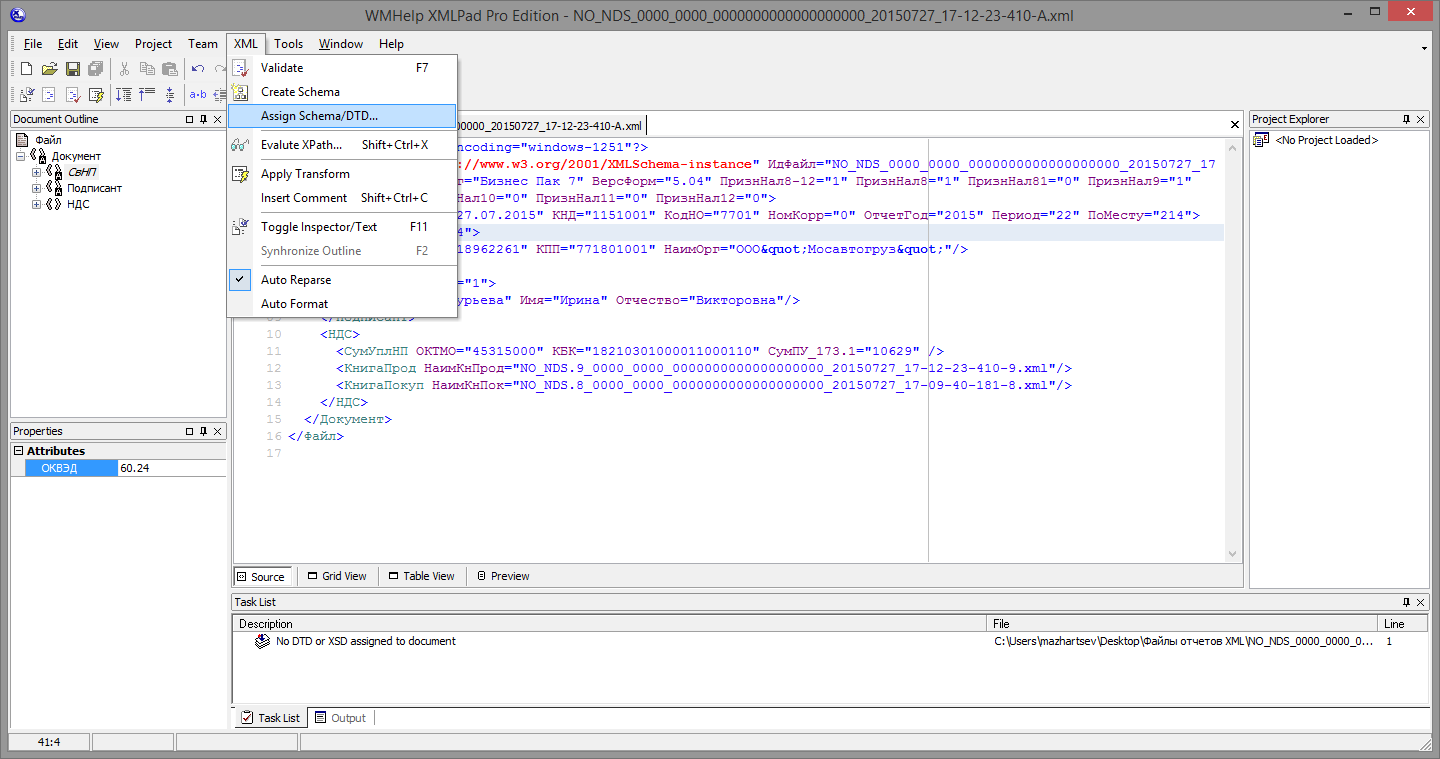 WMHelp XMLPad Pro Edition - NO_NDS_0000_0000_0000000000000000000_20150727_17-12-23-410-A.xml
File Edit View Project Team XML Tools Window Help
Validate F7
Create Schema
Assign Schema/DTD...
Evalute XPath... Shift+Ctrl+X
Apply Transform
Insert Comment Shift+Ctrl+C
Toggle Inspector/Text F11
Synhronize Outline F2
Auto Reparse
Auto Format
a·b
Document Outline
Файл
Документ
СвНП
Подписант
НДС
Properties
Attributes
ОКВЭД 60.24
00000_20150727_17-12-23-410-A.xml
ncoding="windows-1251"?>
://www.w3.org/2001/XMLSchema-instance" ИдФайл="NO_NDS_0000_0000_0000000000000000000_20150727_17
г="Бизнес Пак 7" ВерсФорм="5.04" ПризнНал8-12="1" ПризнНал8="1" ПризнНал81="0" ПризнНал9="1"
Нал10="0" ПризнНал11="0" ПризнНал12="0">
27.07.2015" КНД="1151001" КодНО="7701" НомКорр="0" ОтчетГод="2015" Период="22" ПоМесту="214">
4">
18962261" КПП="771801001" НаимОрг="ООО&quot;Мосавтогруз&quot;"/>
="1">
урьева" Имя="Ирина" Отчество="Викторовна"/>
</Подписант>
10 <НДС>
11 <СумУплНП ОКТМО="45315000" КБК="18210301000011000110" СумПУ_173.1="10629" />
12 <КнигаПрод НаимКнПрод="NO_NDS.9_0000_0000_0000000000000000000_20150727_17-12-23-410-9.xml"/>
13 <КнигаПокуп НаимКнПок="NO_NDS.8_0000_0000_0000000000000000000_20150727_17-09-40-181-8.xml"/>
14 </НДС>
15 </Документ>
16 </Файл>
17
Source Grid View Table View Preview
Project Explorer
<No Project Loaded>
Task List
Description File Line
No DTD or XSD assigned to document C:\Users\mazhartsev\Desktop\Файлы отчетов XML\NO_NDS_0000_0000_0... 1
Task List Output
41:4